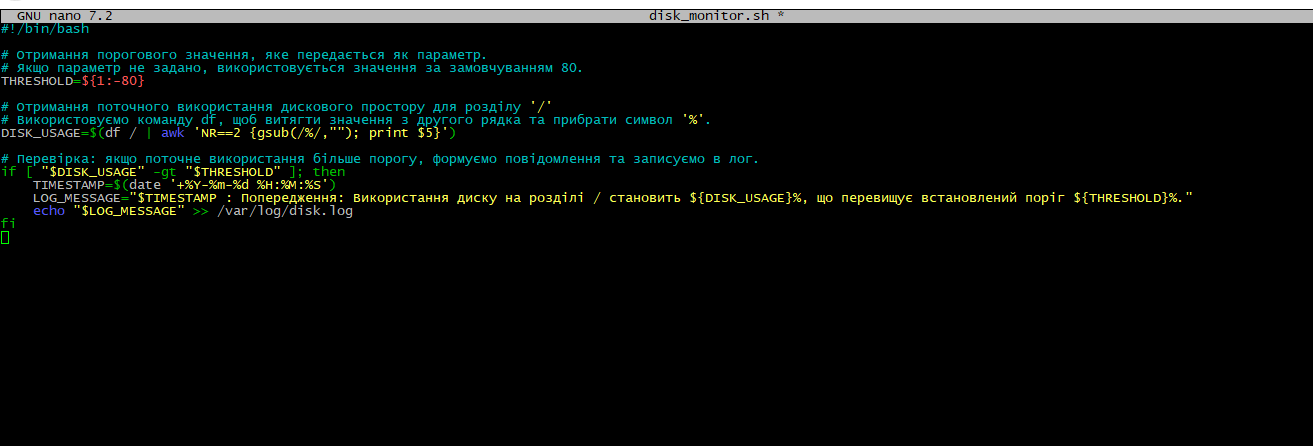 GNU nano 7.2 disk_monitor.sh *
#!/bin/bash
# Отримання порогового значення, яке передається як параметр.
# Якщо параметр не задано, використовується значення за замовчуванням 80.
THRESHOLD=${1:-80}
# Отримання поточного використання дискового простору для розділу '/'
# Використовуємо команду df, щоб витягти значення з другого рядка та прибрати символ '%'.
DISK_USAGE=$(df / | awk 'NR==2 {gsub(/%/,""); print $5}')
# Перевірка: якщо поточне використання більше порогу, формуємо повідомлення та записуємо в лог.
if [ "$DISK_USAGE" -gt "$THRESHOLD" ]; then
    TIMESTAMP=$(date '+%Y-%m-%d %H:%M:%S')
    LOG_MESSAGE="$TIMESTAMP : Попередження: Використання диску на розділі / становить ${DISK_USAGE}%, що перевищує встановлений поріг ${THRESHOLD}%."
    echo "$LOG_MESSAGE" >> /var/log/disk.log
fi